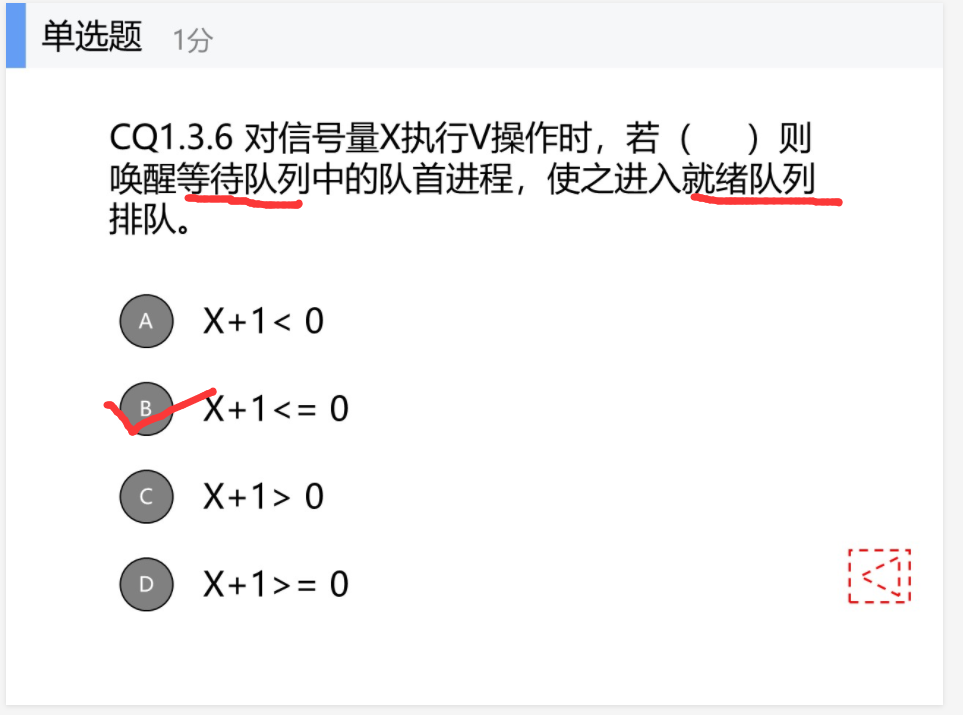 单选题 1分
CQ1.3.6 对信号量X执行V操作时，若（ ）则
唤醒等待队列中的队首进程，使之进入就绪队列
排队。
A X+1< 0
B X+1<= 0
C X+1> 0
D X+1>= 0